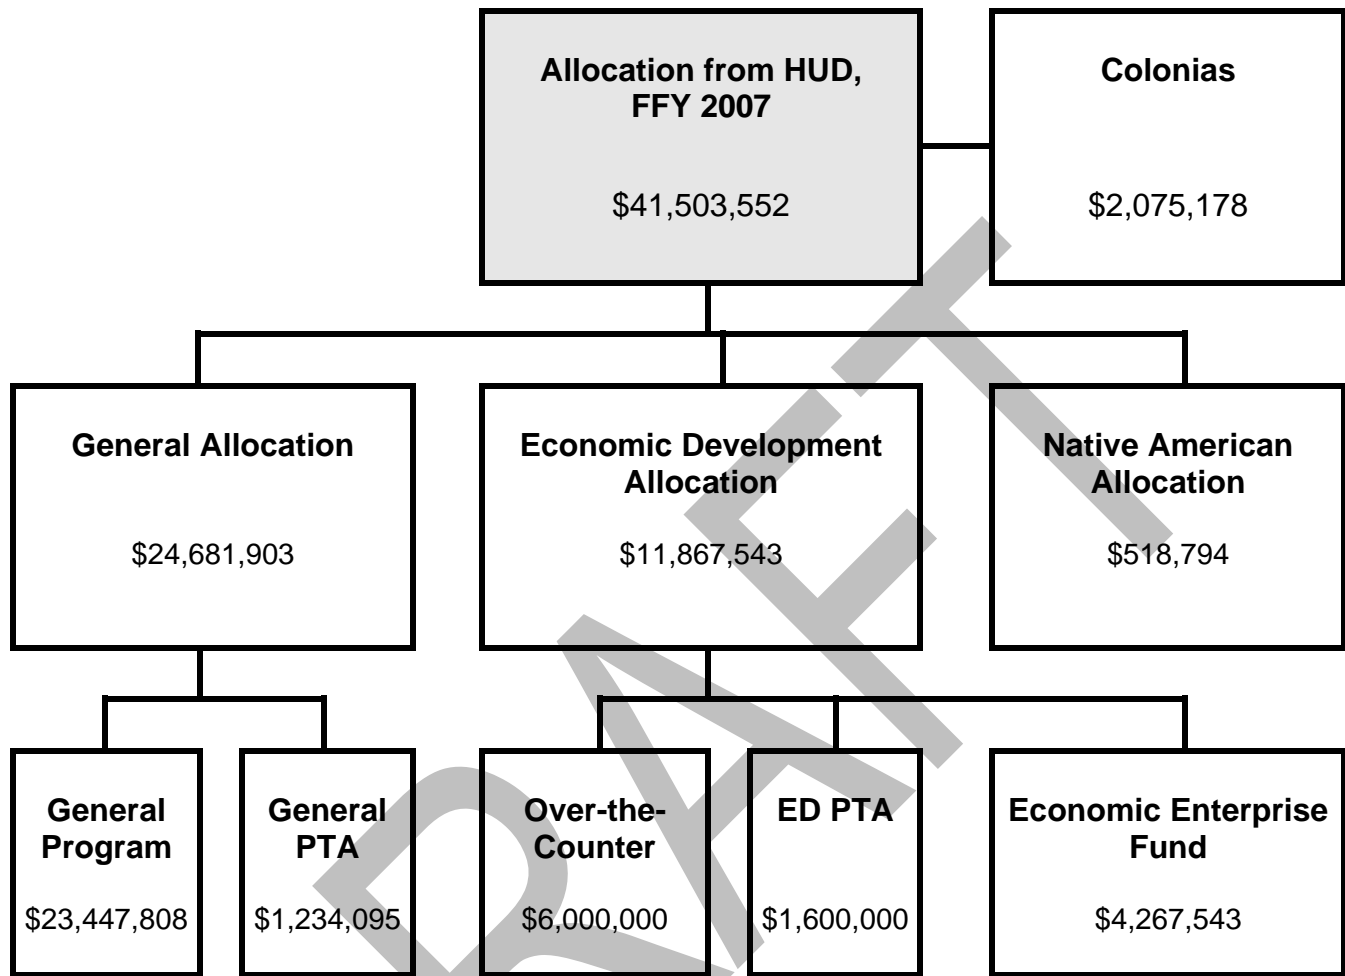 Allocation from HUD,
FFY 2007
$41,503,552
Colonias
$2,075,178
General Allocation
$24,681,903
Economic Development
Allocation
$11,867,543
Native American
Allocation
$518,794
General
Program
$23,447,808
General
PTA
$1,234,095
Over-the-
Counter
$6,000,000
ED PTA
$1,600,000
Economic Enterprise
Fund
$4,267,543
RAFT